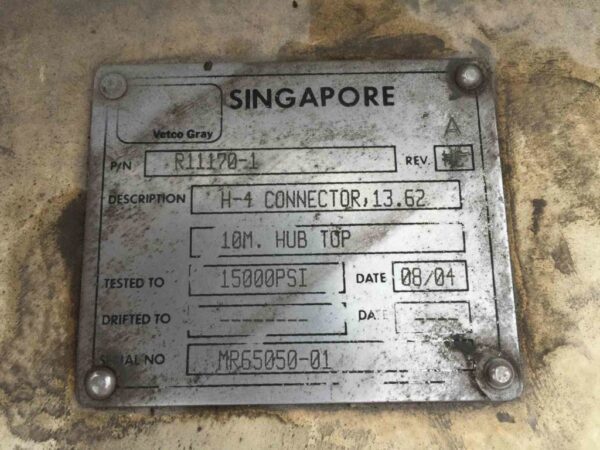 SINGAPORE
Vetco Gray
A
P/N R11170-1 REV.
DESCRIPTION H-4 CONNECTOR,13.62
10M. HUB TOP
TESTED TO 15000PSI DATE 08/04
DRIFTED TO ------- DATE ----
SERIAL NO MR65050-01